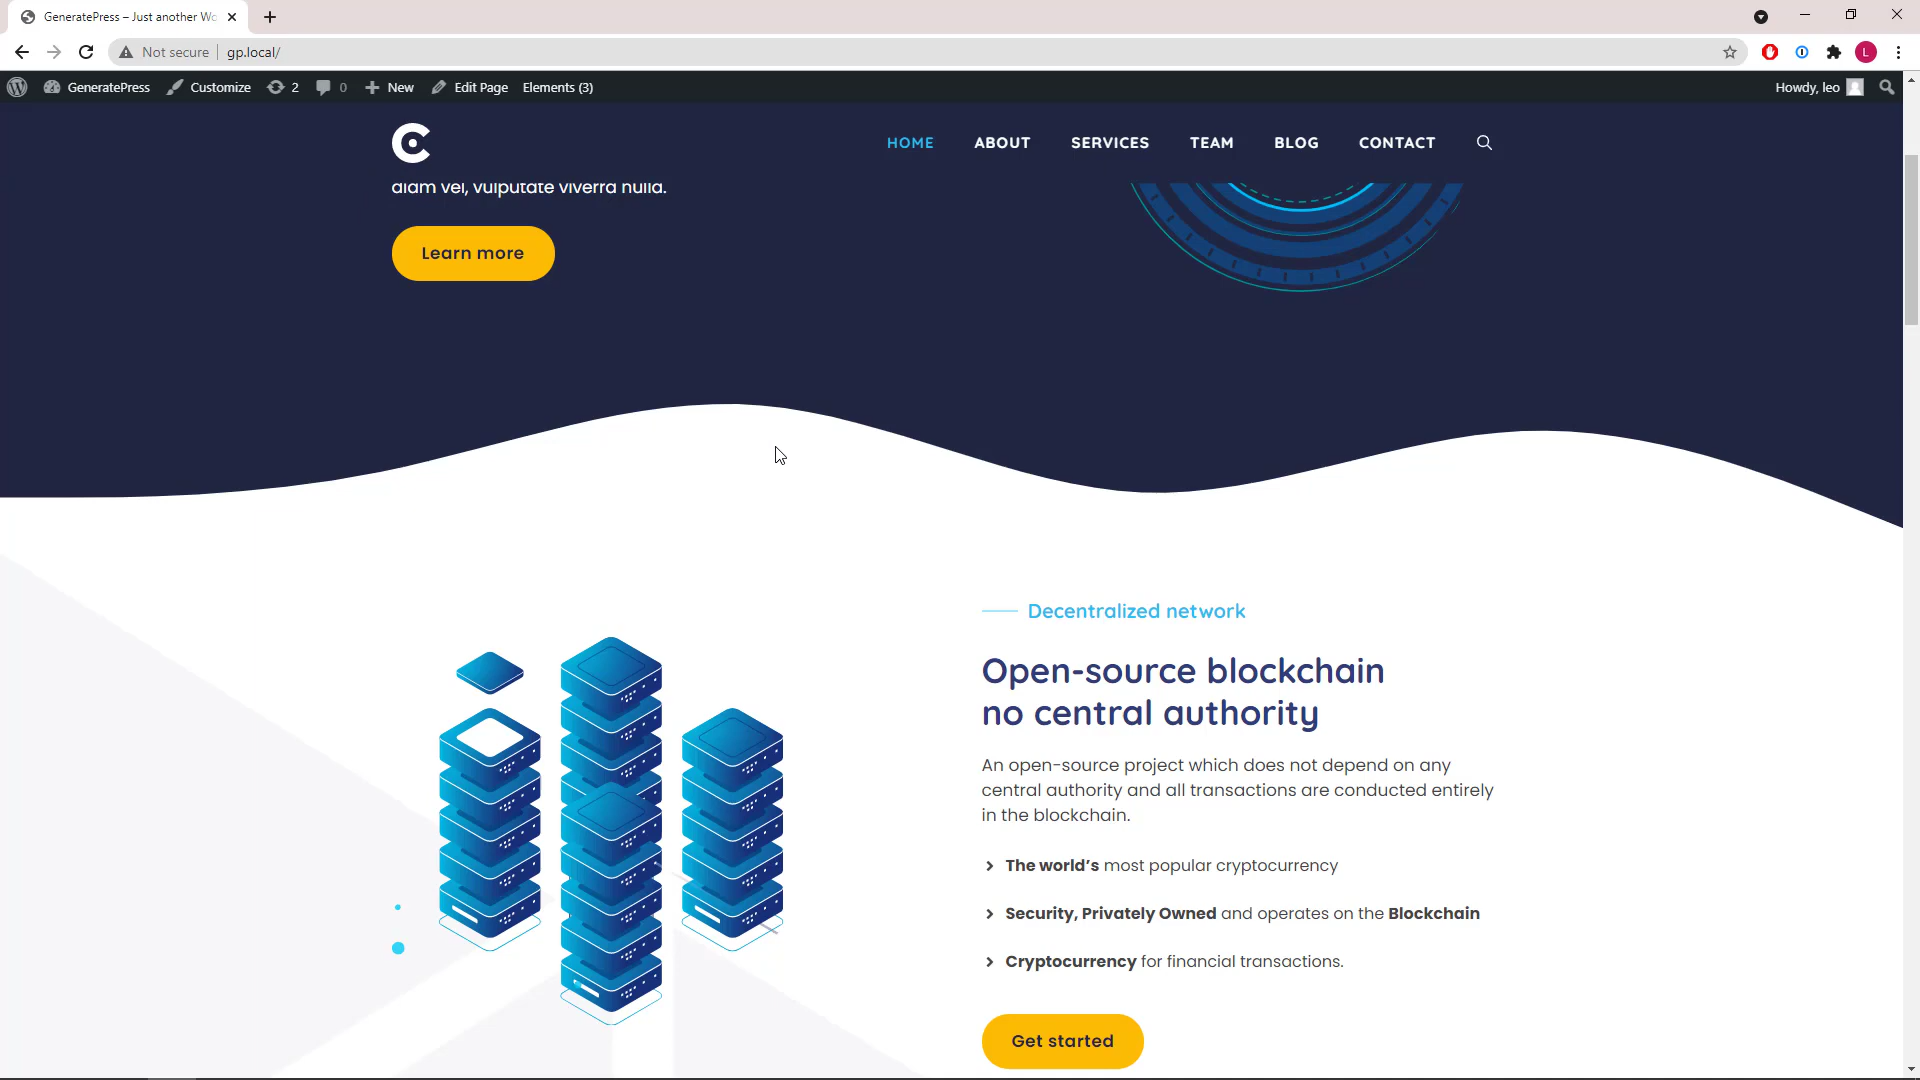 GeneratePress – Just another Wo
Not secure gp.local/
L
GeneratePress Customize 2 0 New Edit Page Elements (3) Howdy, leo
HOME ABOUT SERVICES TEAM BLOG CONTACT
diam vel, vulputate viverra nulla.
Learn more
Decentralized network
Open-source blockchain
no central authority
An open-source project which does not depend on any
central authority and all transactions are conducted entirely
in the blockchain.
The world’s most popular cryptocurrency
Security, Privately Owned and operates on the Blockchain
Cryptocurrency for financial transactions.
Get started